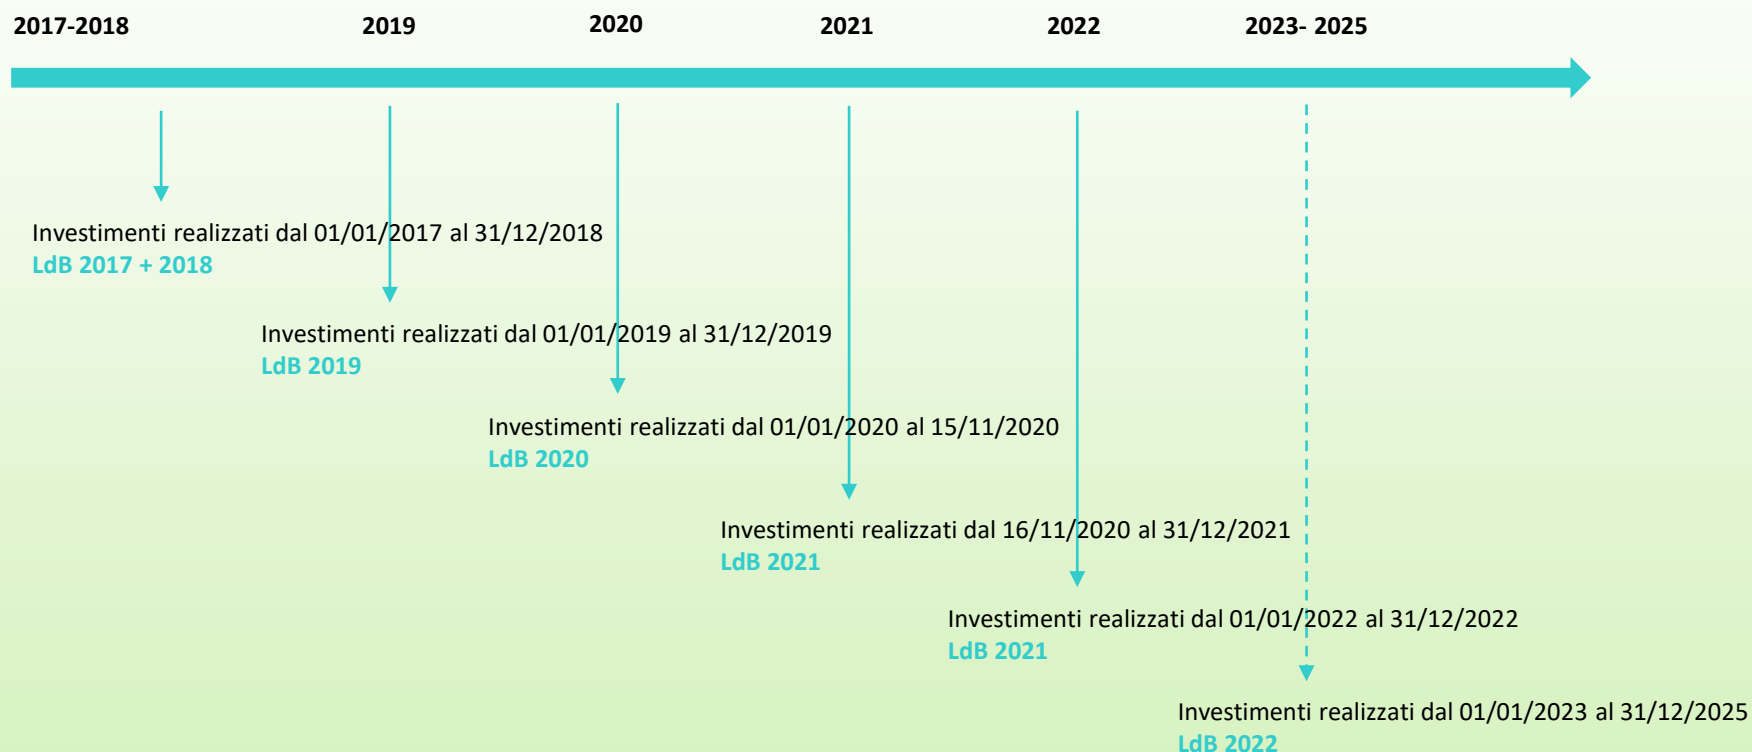 2017-2018
2019
2020
2021
2022
2023- 2025
Investimenti realizzati dal 01/01/2017 al 31/12/2018
LdB 2017 + 2018
Investimenti realizzati dal 01/01/2019 al 31/12/2019
LdB 2019
Investimenti realizzati dal 01/01/2020 al 15/11/2020
LdB 2020
Investimenti realizzati dal 16/11/2020 al 31/12/2021
LdB 2021
Investimenti realizzati dal 01/01/2022 al 31/12/2022
LdB 2021
Investimenti realizzati dal 01/01/2023 al 31/12/2025
LdB 2022